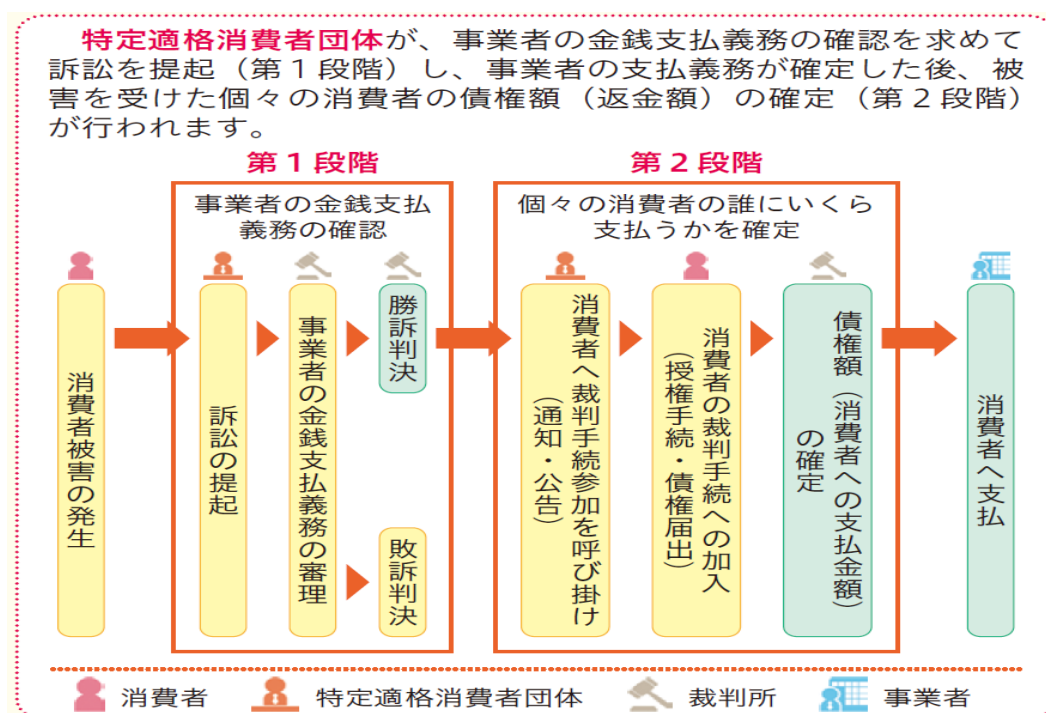 特定適格消費者団体が、事業者の金銭支払義務の確認を求めて
訴訟を提起（第１段階）し、事業者の支払義務が確定した後、被
害を受けた個々の消費者の債権額（返金額）の確定（第２段階）
が行われます。
第１段階
事業者の金銭支払
義務の確認
第２段階
個々の消費者の誰にいくら
支払うかを確定
消費者被害の発生
訴訟の提起
事業者の金銭支払義務の審理
勝訴判決
敗訴判決
消費者へ裁判手続参加を呼び掛け
（通知・公告）
消費者の裁判手続への加入
（授権手続・債権届出）
債権額（消費者への支払金額）
の確定
消費者へ支払
消費者
特定適格消費者団体
裁判所
事業者